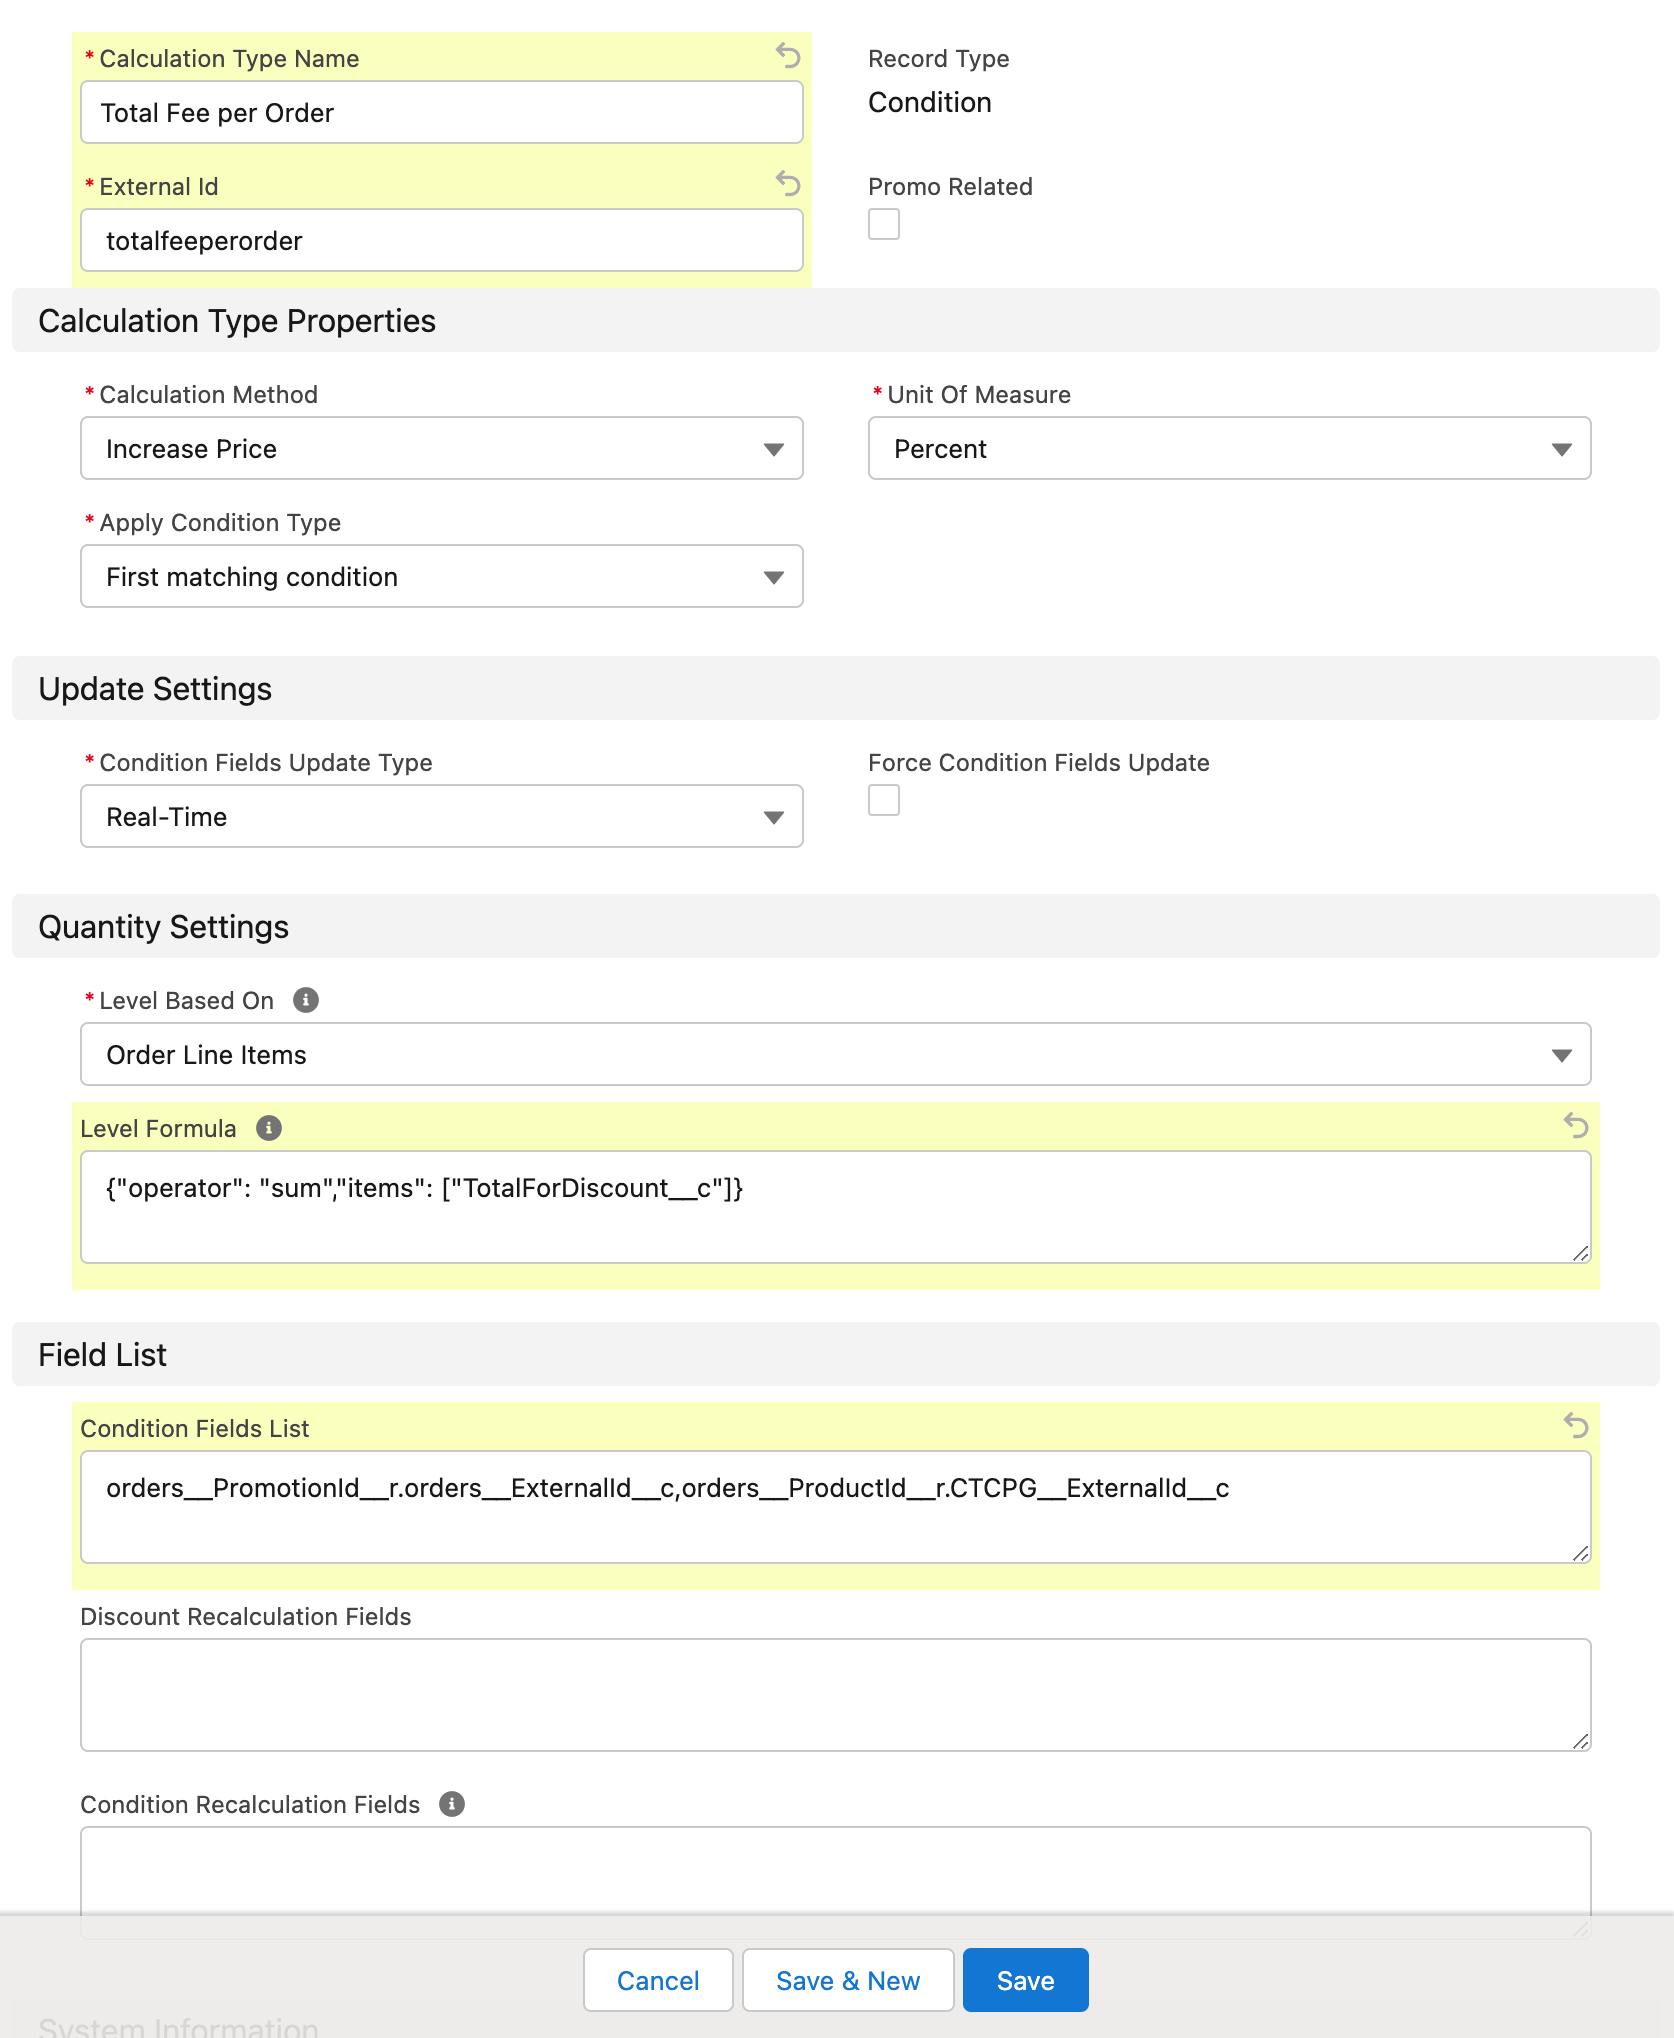 * Calculation Type Name
Total Fee per Order
Record Type
Condition
* External Id
totalfeeperorder
Promo Related
Calculation Type Properties
* Calculation Method
Increase Price
* Unit Of Measure
Percent
* Apply Condition Type
First matching condition
Update Settings
* Condition Fields Update Type
Real-Time
Force Condition Fields Update
Quantity Settings
* Level Based On
Order Line Items
Level Formula
{"operator": "sum","items": ["TotalForDiscount__c"]}
Field List
Condition Fields List
orders__PromotionId__r.orders__ExternalId__c,orders__ProductId__r.CTCPG__ExternalId__c
Discount Recalculation Fields
Condition Recalculation Fields
Cancel
Save & New
Save
System Information